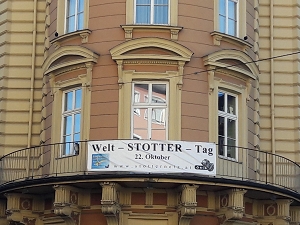 Welt – STOTTER – Tag
22. Oktober